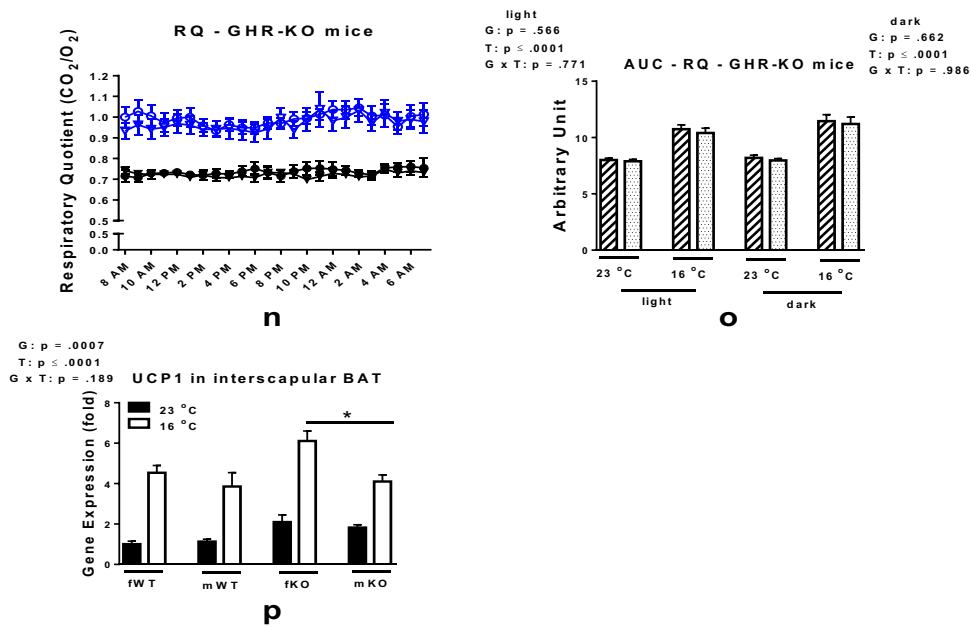 RQ - GHR-KO mice
Respiratory Quotient (CO2/O2)
1.2
1.1
1.0
0.9
0.8
0.7
0.6
0.5
0.5
0.0
8 AM
10 AM
12 PM
2 PM
4 PM
6 PM
8 PM
10 PM
12 AM
2 AM
4 AM
6 AM
n
light
G: p = .566
T: p ≤ .0001
G x T: p = .771
dark
G: p = .662
T: p ≤ .0001
G x T: p = .986
AUC - RQ - GHR-KO mice
Arbitrary Unit
15
10
5
0
23 °C 16 °C 23 °C 16 °C
light dark
o
G: p = .0007
T: p ≤ .0001
G x T: p = .189
UCP1 in interscapular BAT
Gene Expression (fold)
8
6
4
2
0
23 °C
16 °C
*
fWT mWT fKO mKO
p